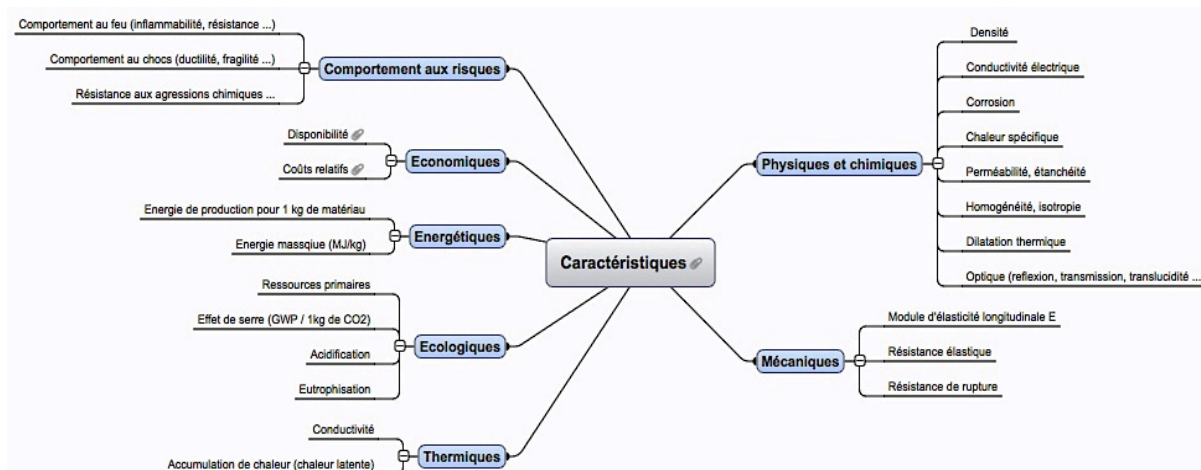 Comportement au feu (inflammabilité, résistance ...)
Comportement au chocs (ductilité, fragilité ...)
Résistance aux agressions chimiques ...
Comportement aux risques
Disponibilité
Coûts relatifs
Economiques
Energie de production pour 1 kg de matériau
Energie massqiue (MJ/kg)
Energétiques
Ressources primaires
Effet de serre (GWP / 1kg de CO2)
Acidification
Eutrophisation
Ecologiques
Conductivité
Accumulation de chaleur (chaleur latente)
Thermiques
Caractéristiques
Physiques et chimiques
Densité
Conductivité électrique
Corrosion
Chaleur spécifique
Perméabilité, étanchéité
Homogénéité, isotropie
Dilatation thermique
Optique (reflexion, transmission, translucidité ...
Mécaniques
Module d'élasticité longitudinale E
Résistance élastique
Résistance de rupture